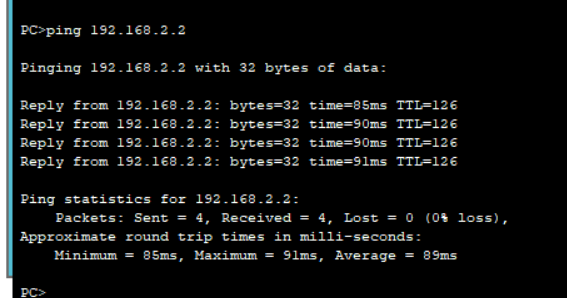 PC>ping 192.168.2.2
Pinging 192.168.2.2 with 32 bytes of data:
Reply from 192.168.2.2: bytes=32 time=85ms TTL=126
Reply from 192.168.2.2: bytes=32 time=90ms TTL=126
Reply from 192.168.2.2: bytes=32 time=90ms TTL=126
Reply from 192.168.2.2: bytes=32 time=91ms TTL=126
Ping statistics for 192.168.2.2:
Packets: Sent = 4, Received = 4, Lost = 0 (0% loss),
Approximate round trip times in milli-seconds:
Minimum = 85ms, Maximum = 91ms, Average = 89ms
PC>